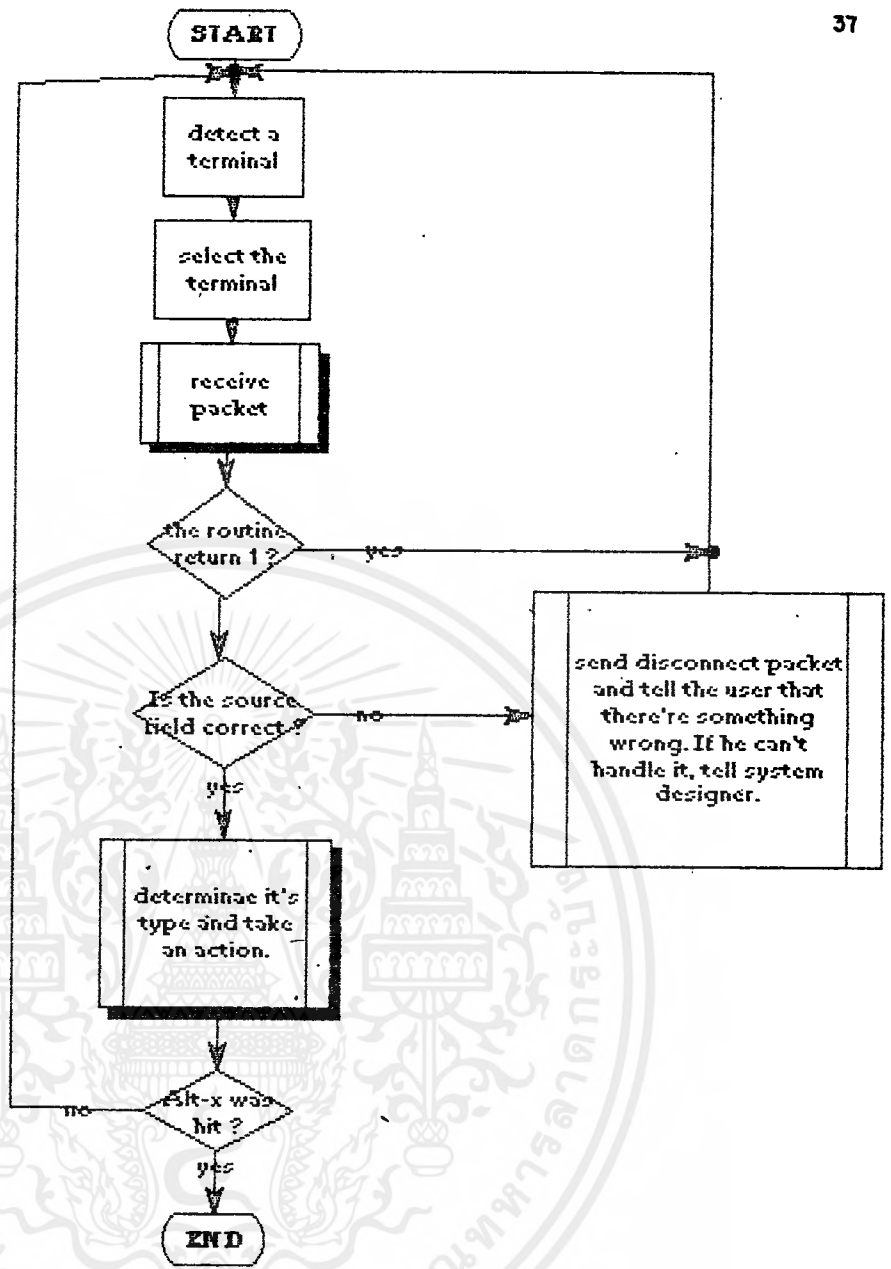 37
START
detect a
terminal
select the
terminal
receive
packet
the routine
return 1 ?
yes
Is the source
field correct ?
no
send disconnect packet
and tell the user that
there're something
wrong. If he can't
handle it, tell system
designer.
yes
determinae it's
type and take
an action.
Alt-x was
hit ?
no
yes
END